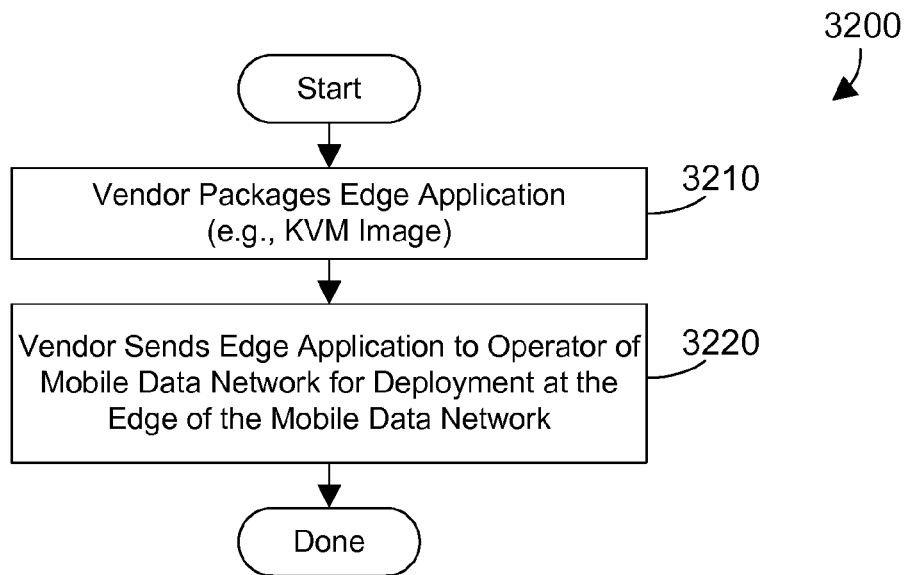 3200
Start
Vendor Packages Edge Application
(e.g., KVM Image)
3210
Vendor Sends Edge Application to Operator of
Mobile Data Network for Deployment at the
Edge of the Mobile Data Network
3220
Done